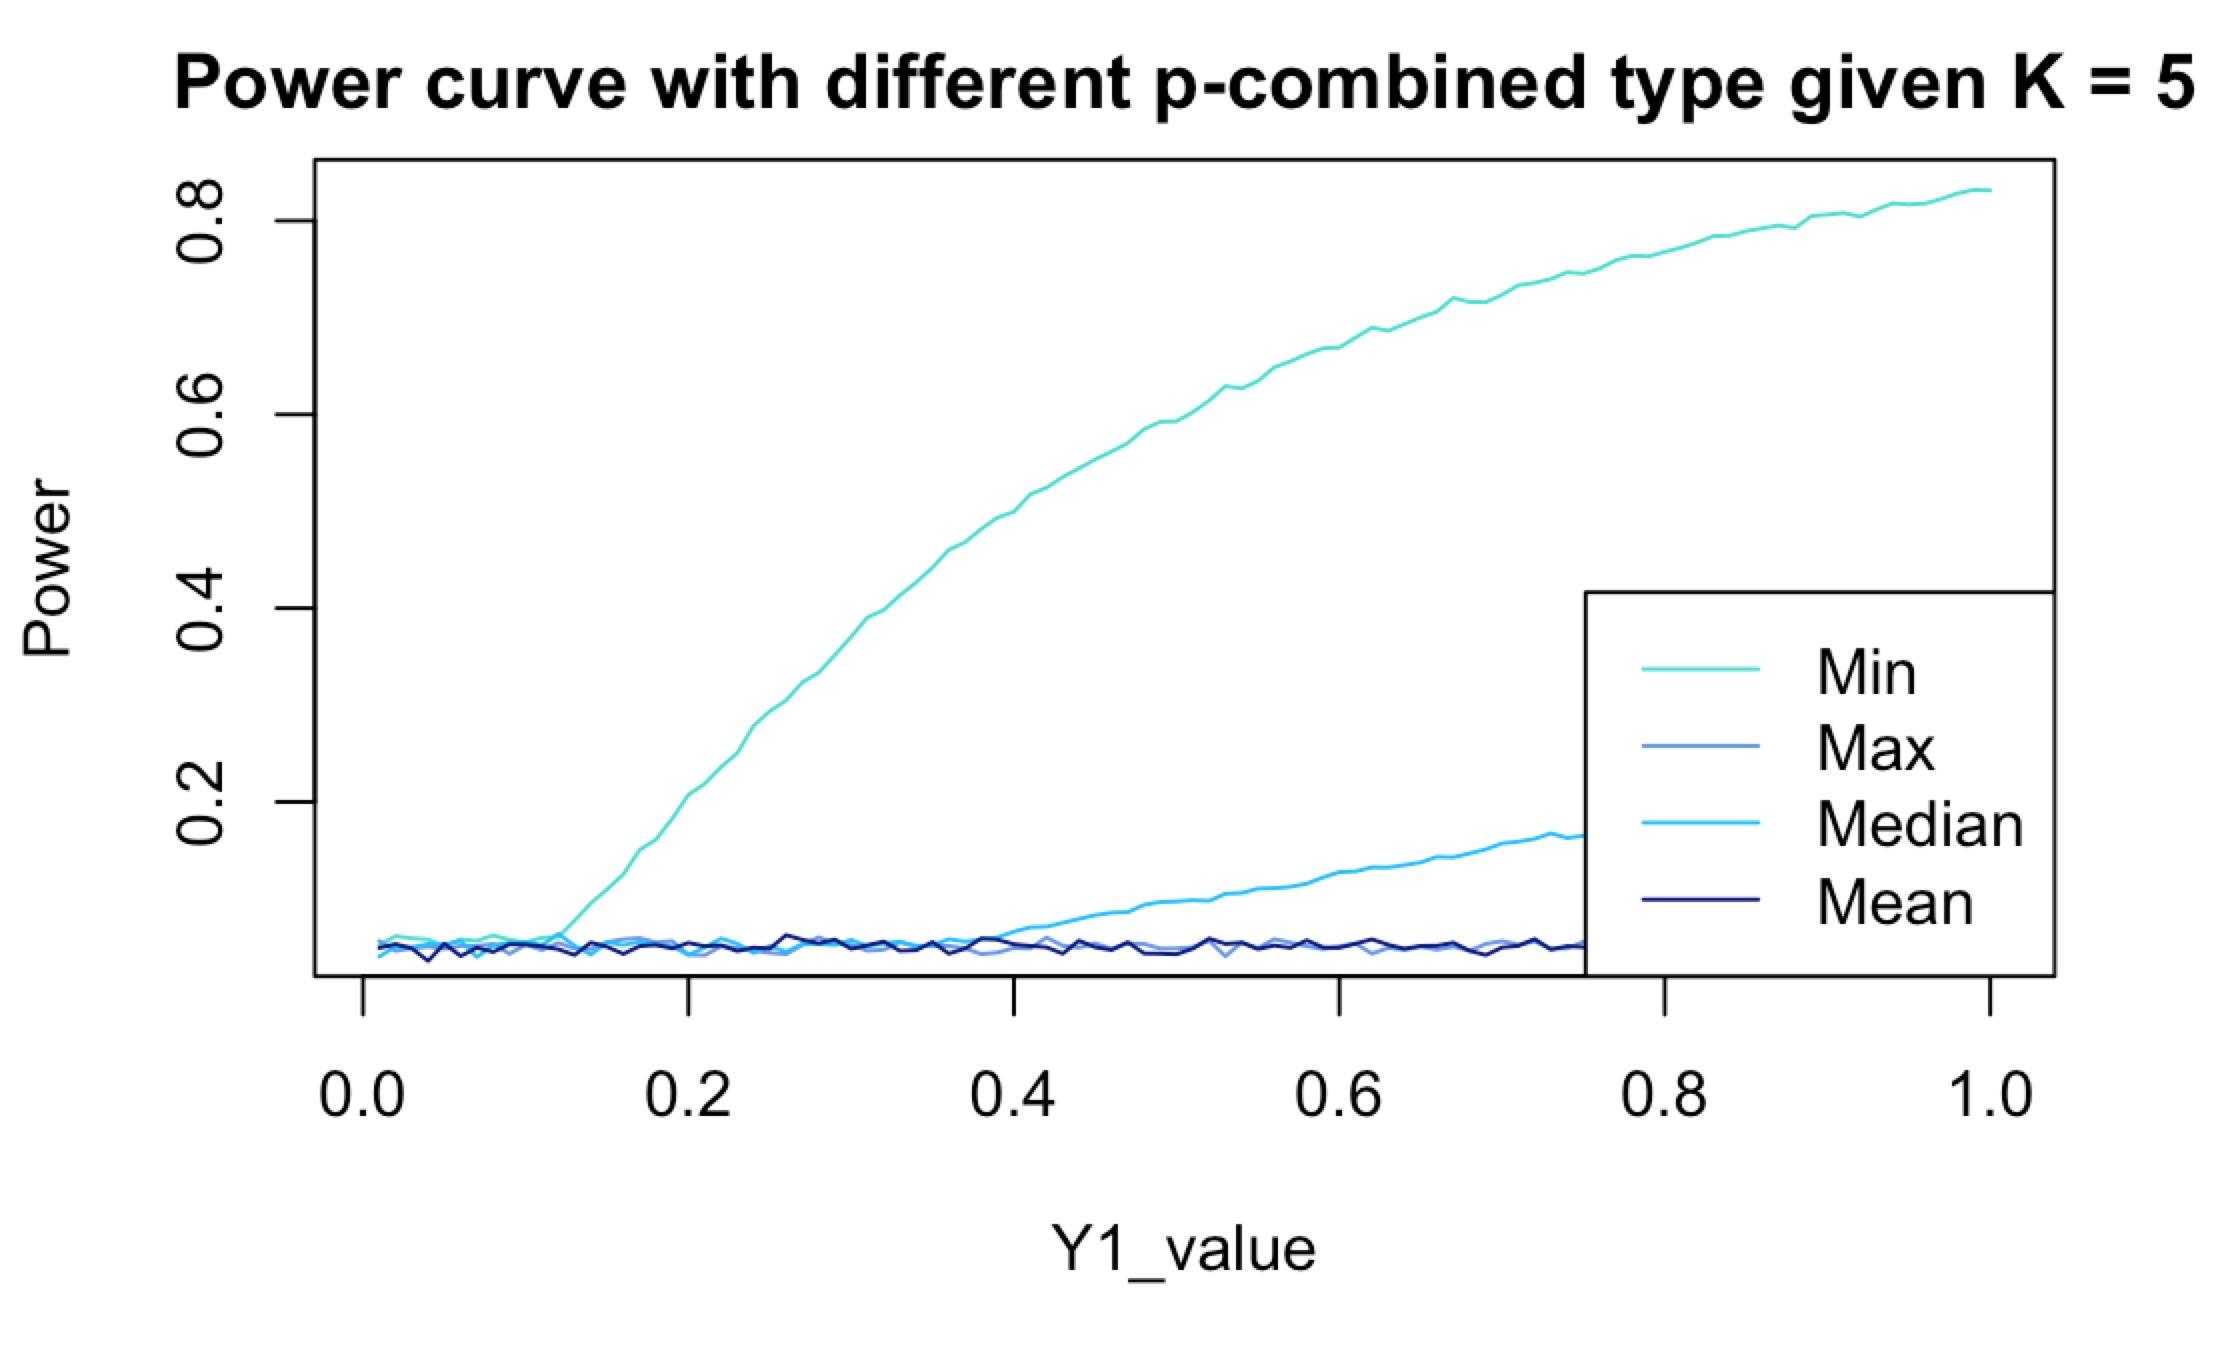 Power curve with different p-combined type given K = 5
Power
0.8
0.6
0.4
0.2
Min
Max
Median
Mean
0.0 0.2 0.4 0.6 0.8 1.0
Y1_value